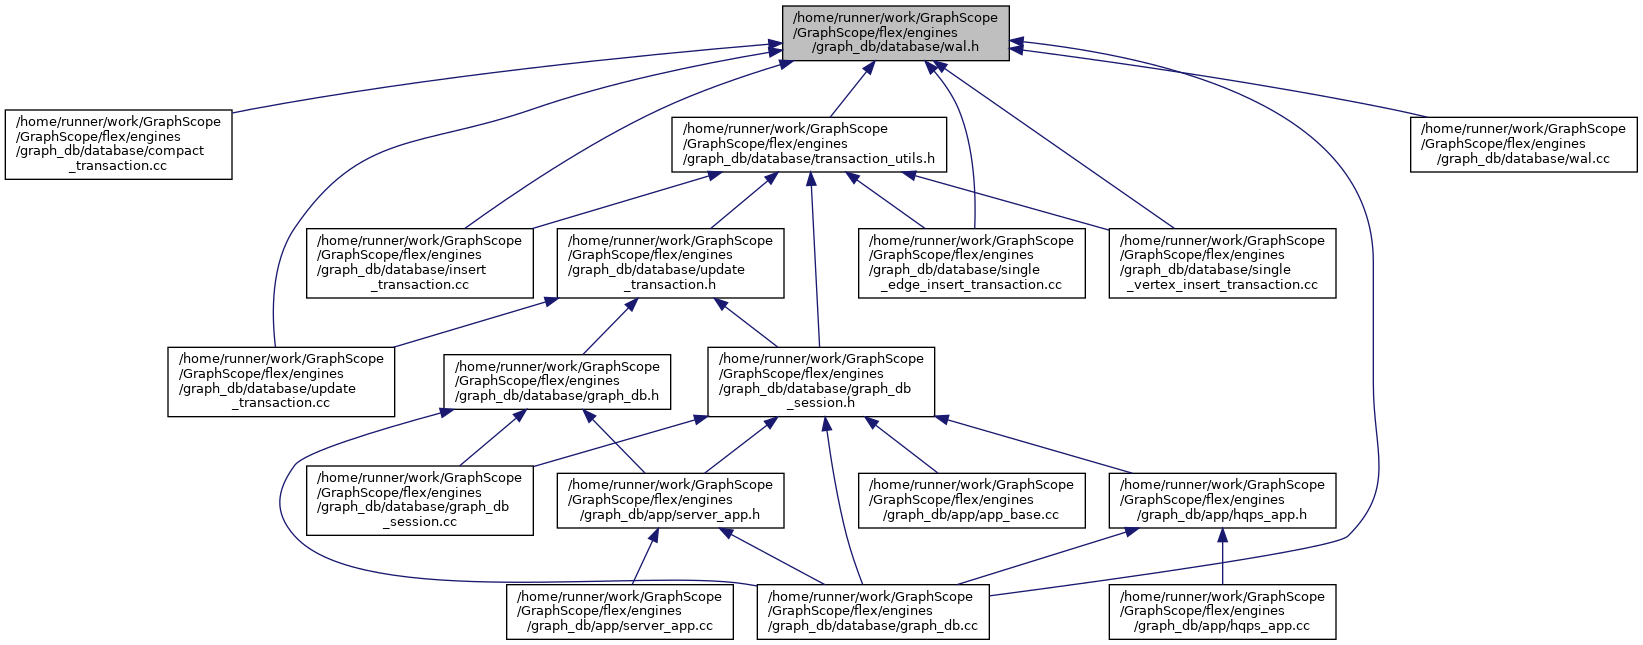 /home/runner/work/GraphScope
/GraphScope/flex/engines
/graph_db/database/wal.h
/home/runner/work/GraphScope
/GraphScope/flex/engines
/graph_db/database/compact
_transaction.cc
/home/runner/work/GraphScope
/GraphScope/flex/engines
/graph_db/database/transaction_utils.h
/home/runner/work/GraphScope
/GraphScope/flex/engines
/graph_db/database/wal.cc
/home/runner/work/GraphScope
/GraphScope/flex/engines
/graph_db/database/insert
_transaction.cc
/home/runner/work/GraphScope
/GraphScope/flex/engines
/graph_db/database/update
_transaction.h
/home/runner/work/GraphScope
/GraphScope/flex/engines
/graph_db/database/single
_edge_insert_transaction.cc
/home/runner/work/GraphScope
/GraphScope/flex/engines
/graph_db/database/single
_vertex_insert_transaction.cc
/home/runner/work/GraphScope
/GraphScope/flex/engines
/graph_db/database/update
_transaction.cc
/home/runner/work/GraphScope
/GraphScope/flex/engines
/graph_db/database/graph_db.h
/home/runner/work/GraphScope
/GraphScope/flex/engines
/graph_db/database/graph_db
_session.h
/home/runner/work/GraphScope
/GraphScope/flex/engines
/graph_db/database/graph_db
_session.cc
/home/runner/work/GraphScope
/GraphScope/flex/engines
/graph_db/app/server_app.h
/home/runner/work/GraphScope
/GraphScope/flex/engines
/graph_db/app/app_base.cc
/home/runner/work/GraphScope
/GraphScope/flex/engines
/graph_db/app/hqps_app.h
/home/runner/work/GraphScope
/GraphScope/flex/engines
/graph_db/app/server_app.cc
/home/runner/work/GraphScope
/GraphScope/flex/engines
/graph_db/database/graph_db.cc
/home/runner/work/GraphScope
/GraphScope/flex/engines
/graph_db/app/hqps_app.cc